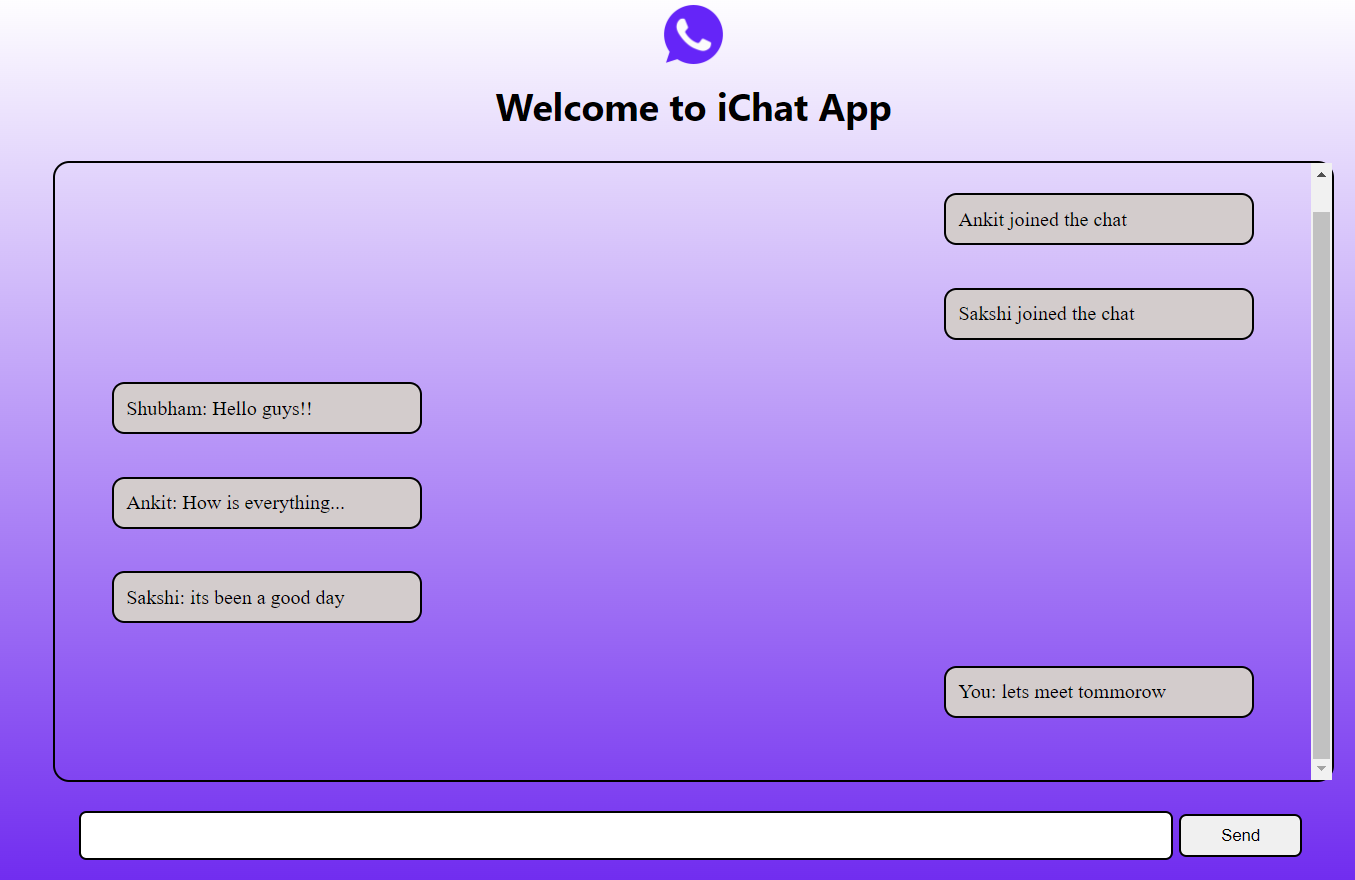 Welcome to iChat App
Ankit joined the chat
Sakshi joined the chat
Shubham: Hello guys!!
Ankit: How is everything...
Sakshi: its been a good day
You: lets meet tommorow
Send